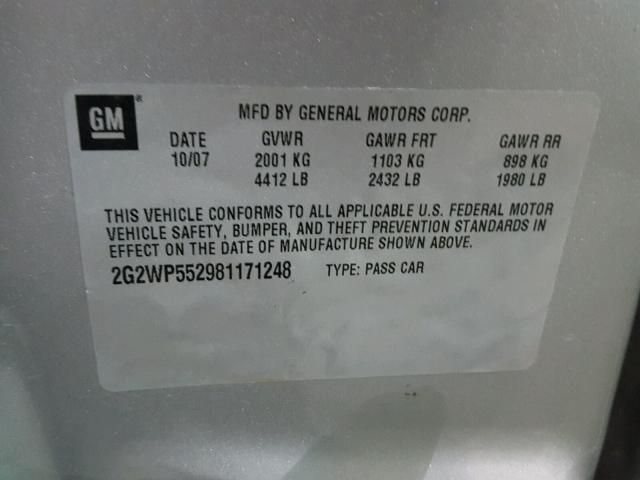 GM®
MFD BY GENERAL MOTORS CORP.
DATE GVWR GAWR FRT GAWR RR
10/07 2001 KG 1103 KG 898 KG
4412 LB 2432 LB 1980 LB
THIS VEHICLE CONFORMS TO ALL APPLICABLE U.S. FEDERAL MOTOR
VEHICLE SAFETY, BUMPER, AND THEFT PREVENTION STANDARDS IN
EFFECT ON THE DATE OF MANUFACTURE SHOWN ABOVE.
2G2WP552981171248 TYPE: PASS CAR